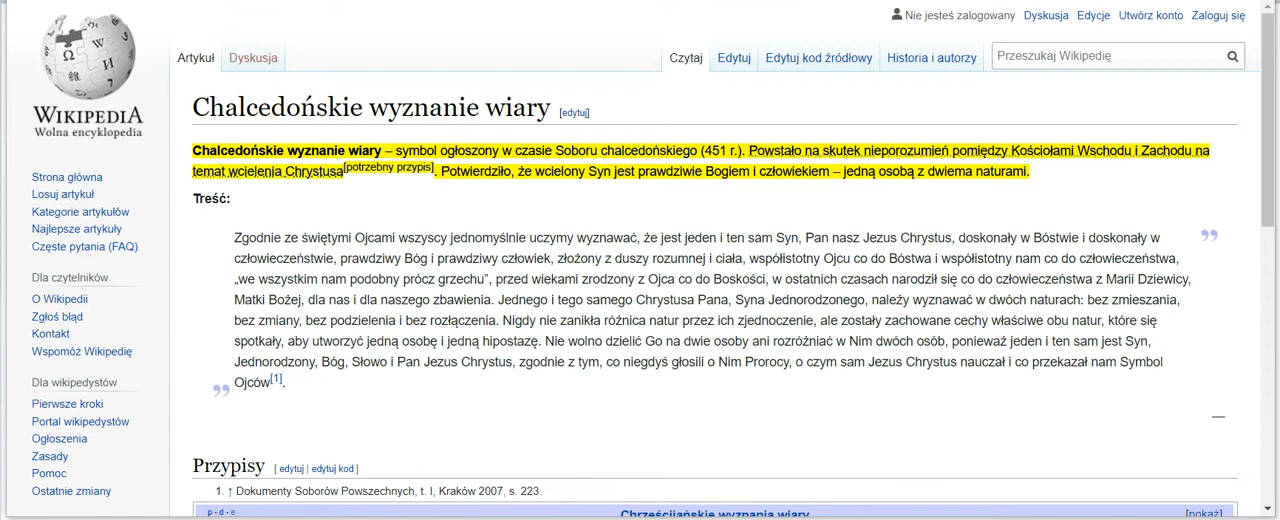 Nie jesteś zalogowany Dyskusja Edycje Utwórz konto Zaloguj się
Artykuł Dyskusja Czytaj Edytuj Edytuj kod źródłowy Historia i autorzy Przeszukaj Wikipedię
WIKIPEDIA
Wolna encyklopedia
Strona główna
Losuj artykuł
Kategorie artykułów
Najlepsze artykuły
Częste pytania (FAQ)
Dla czytelników
O Wikipedii
Zgłoś błąd
Kontakt
Wspomóż Wikipedię
Dla wikipedystów
Pierwsze kroki
Portal wikipedystów
Ogłoszenia
Zasady
Pomoc
Ostatnie zmiany
Chalcedońskie wyznanie wiary [edytuj]
Chalcedońskie wyznanie wiary – symbol ogłoszony w czasie Soboru chalcedońskiego (451 r.). Powstało na skutek nieporozumień pomiędzy Kościołami Wschodu i Zachodu na
temat wcielenia Chrystusa[potrzebny przypis]. Potwierdziło, że wcielony Syn jest prawdziwie Bogiem i człowiekiem – jedną osobą z dwiema naturami.
Treść:
Zgodnie ze świętymi Ojcami wszyscy jednomyślnie uczymy wyznawać, że jest jeden i ten sam Syn, Pan nasz Jezus Chrystus, doskonały w Bóstwie i doskonały w
człowieczeństwie, prawdziwy Bóg i prawdziwy człowiek, złożony z duszy rozumnej i ciała, współistotny Ojcu co do Bóstwa i współistotny nam co do człowieczeństwa,
„we wszystkim nam podobny prócz grzechu”, przed wiekami zrodzony z Ojca co do Boskości, w ostatnich czasach narodził się co do człowieczeństwa z Marii Dziewicy,
Matki Bożej, dla nas i dla naszego zbawienia. Jednego i tego samego Chrystusa Pana, Syna Jednorodzonego, należy wyznawać w dwóch naturach: bez zmieszania,
bez zmiany, bez podzielenia i bez rozłączenia. Nigdy nie zanikła różnica natur przez ich zjednoczenie, ale zostały zachowane cechy właściwe obu natur, które się
spotkały, aby utworzyć jedną osobę i jedną hipostazę. Nie wolno dzielić Go na dwie osoby ani rozróżniać w Nim dwóch osób, ponieważ jeden i ten sam jest Syn,
Jednorodzony, Bóg, Słowo i Pan Jezus Chrystus, zgodnie z tym, co niegdyś głosili o Nim Prorocy, o czym sam Jezus Chrystus nauczał i co przekazał nam Symbol
Ojców[1].
—
Przypisy [ edytuj | edytuj kod ]
1. ↑ Dokumenty Soborów Powszechnych, t. I, Kraków 2007, s. 223.
p·d·e Chrześcijańskie wyznania wiary [pokaż]